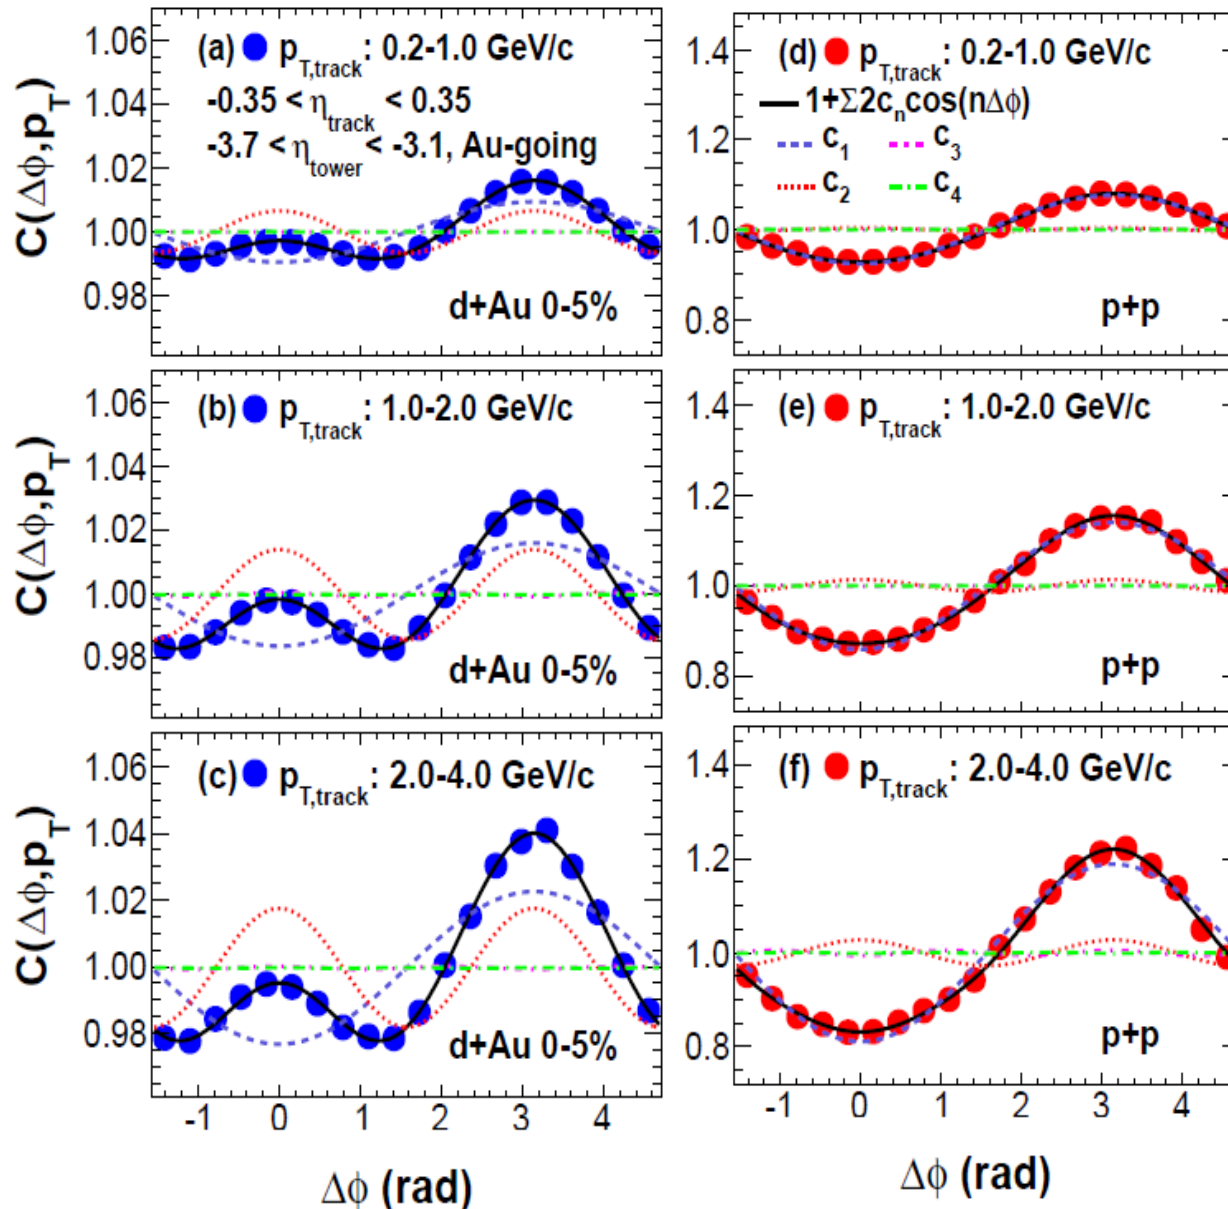 (a) p_T,track: 0.2-1.0 GeV/c
-0.35 < η_track < 0.35
-3.7 < η_tower < -3.1, Au-going
d+Au 0-5%
C(Δϕ,p_T)
1.06
1.04
1.02
1.00
0.98
(d) p_T,track: 0.2-1.0 GeV/c
1+Σ2c_ncos(nΔϕ)
c_1 c_3
c_2 c_4
p+p
1.4
1.2
1.0
0.8
(b) p_T,track: 1.0-2.0 GeV/c
d+Au 0-5%
C(Δϕ,p_T)
1.06
1.04
1.02
1.00
0.98
(e) p_T,track: 1.0-2.0 GeV/c
p+p
1.4
1.2
1.0
0.8
(c) p_T,track: 2.0-4.0 GeV/c
d+Au 0-5%
C(Δϕ,p_T)
1.06
1.04
1.02
1.00
0.98
-1 0 1 2 3 4
Δϕ (rad)
(f) p_T,track: 2.0-4.0 GeV/c
p+p
1.4
1.2
1.0
0.8
-1 0 1 2 3 4
Δϕ (rad)